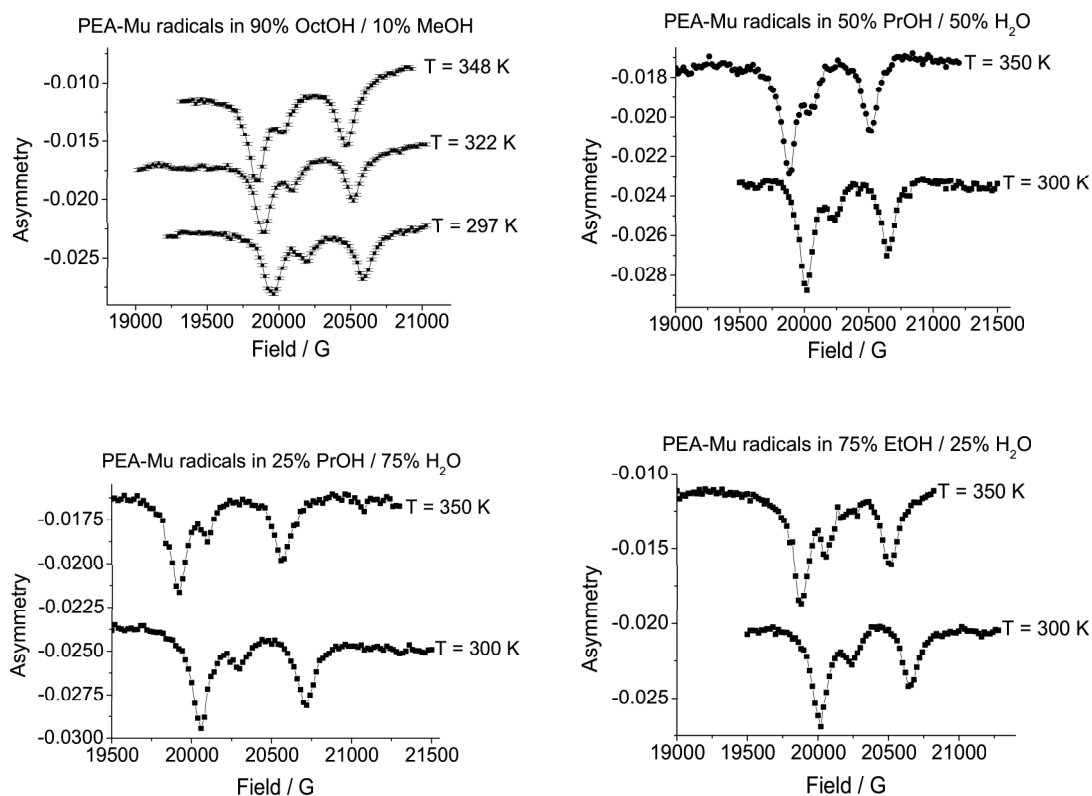 PEA-Mu radicals in 90% OctOH / 10% MeOH
T = 348 K
T = 322 K
T = 297 K
-0.010
-0.015
-0.020
-0.025
Asymmetry
19000 19500 20000 20500 21000
Field / G
PEA-Mu radicals in 50% PrOH / 50% H₂O
T = 350 K
T = 300 K
-0.018
-0.020
-0.022
-0.024
-0.026
-0.028
Asymmetry
19000 19500 20000 20500 21000 21500
Field / G
PEA-Mu radicals in 25% PrOH / 75% H₂O
T = 350 K
T = 300 K
-0.0175
-0.0200
-0.0225
-0.0250
-0.0275
-0.0300
Asymmetry
19500 20000 20500 21000 21500
Field / G
PEA-Mu radicals in 75% EtOH / 25% H₂O
T = 350 K
T = 300 K
-0.010
-0.015
-0.020
-0.025
Asymmetry
19000 19500 20000 20500 21000
Field / G